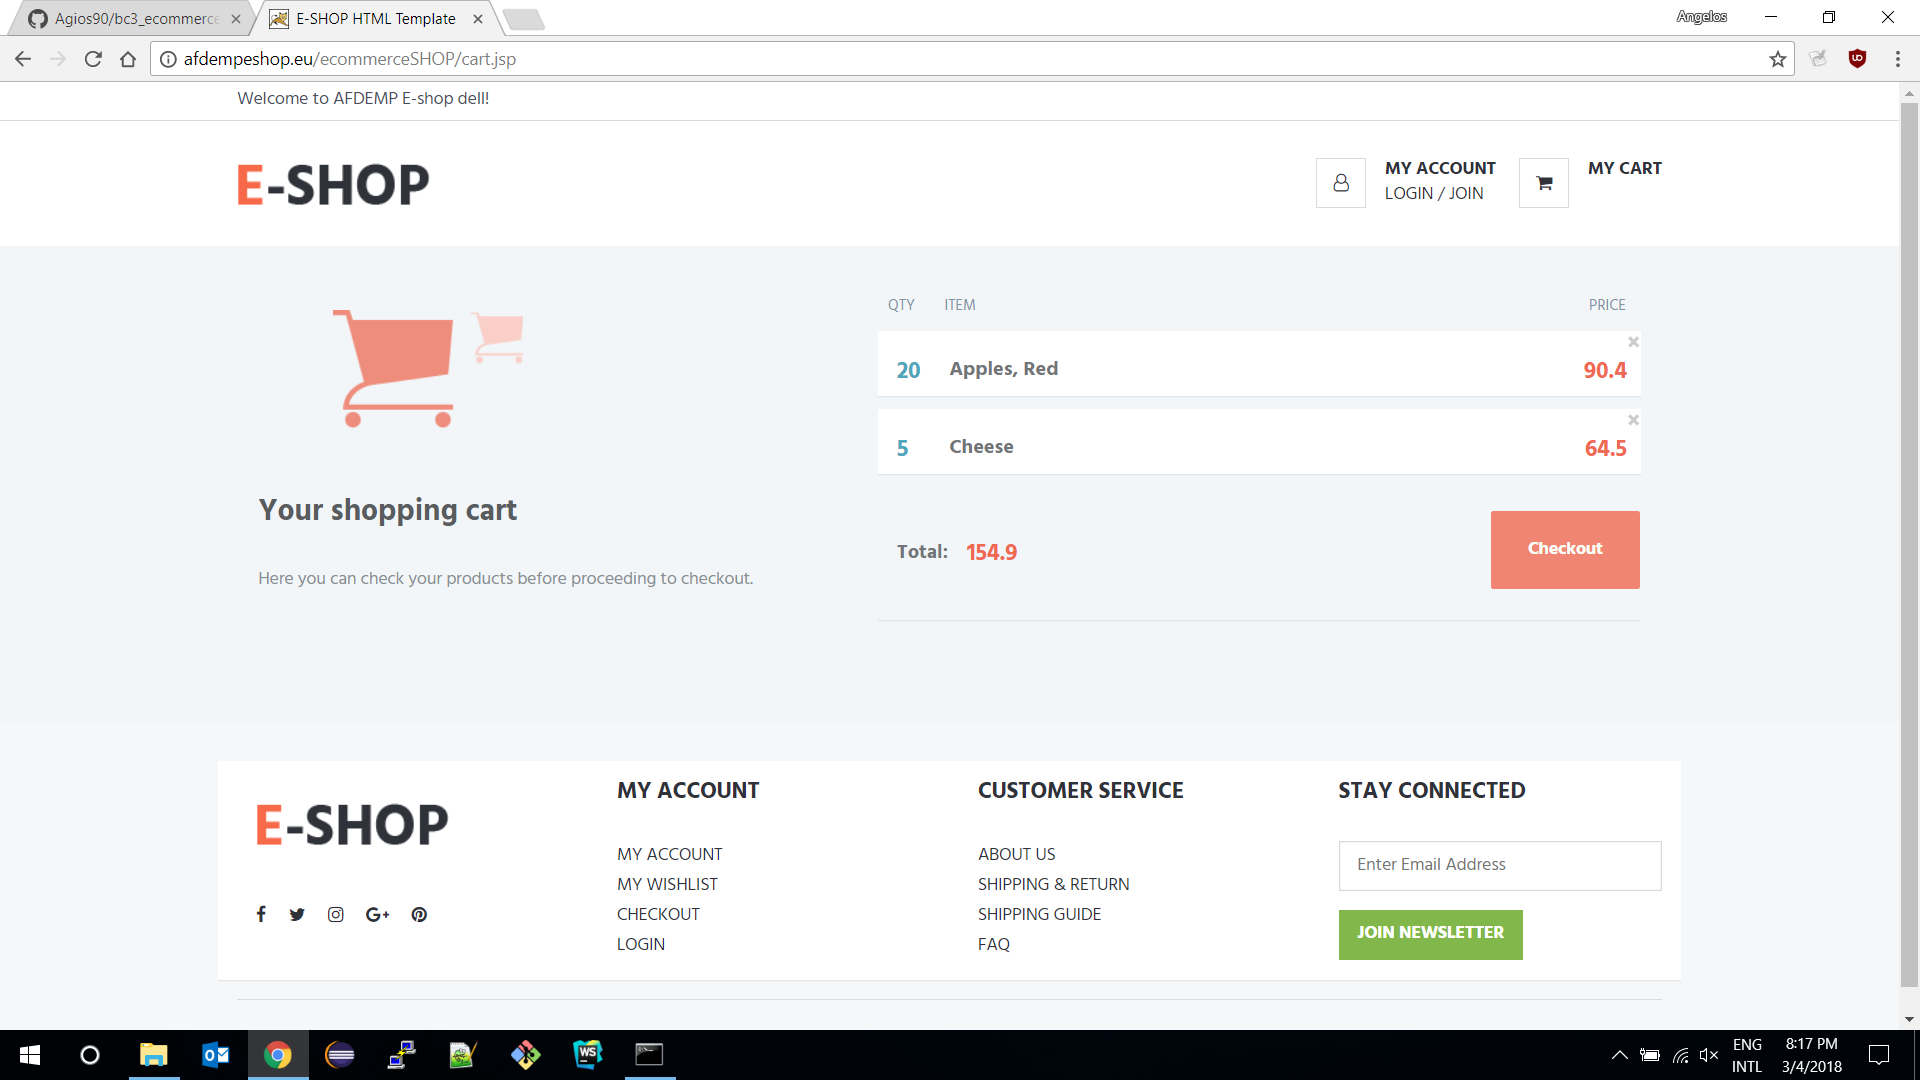 Agios90/bc3_ecommerce
E-SHOP HTML Template
Angelos
afdempeshop.eu/ecommerceSHOP/cart.jsp
Welcome to AFDEMP E-shop dell!
E-SHOP
MY ACCOUNT
LOGIN / JOIN
MY CART
QTY ITEM PRICE
20 Apples, Red 90.4
5 Cheese 64.5
Total: 154.9
Checkout
Your shopping cart
Here you can check your products before proceeding to checkout.
E-SHOP
MY ACCOUNT
MY ACCOUNT
MY WISHLIST
CHECKOUT
LOGIN
CUSTOMER SERVICE
ABOUT US
SHIPPING & RETURN
SHIPPING GUIDE
FAQ
STAY CONNECTED
Enter Email Address
JOIN NEWSLETTER
ENG
INTL
8:17 PM
3/4/2018